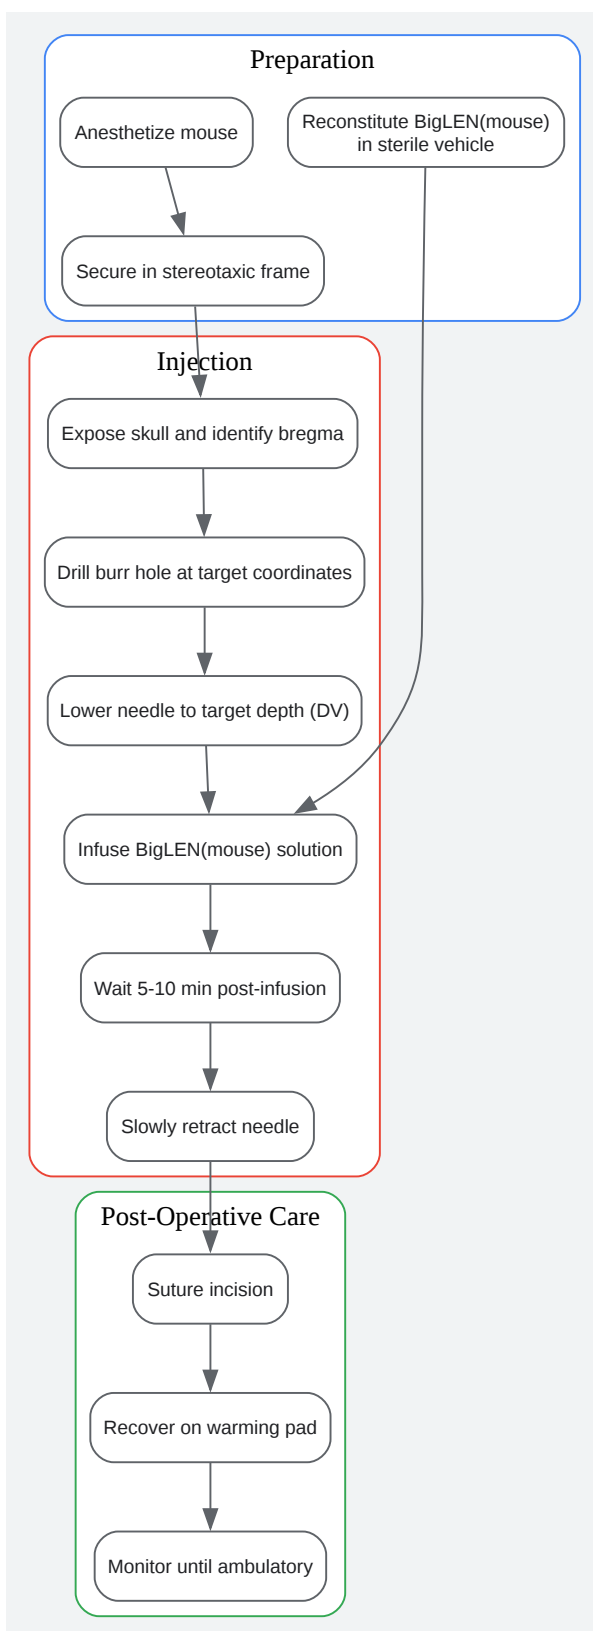 Preparation
Anesthetize mouse
Reconstitute BigLEN(mouse)
in sterile vehicle
Secure in stereotaxic frame
Injection
Expose skull and identify bregma
Drill burr hole at target coordinates
Lower needle to target depth (DV)
Infuse BigLEN(mouse) solution
Wait 5-10 min post-infusion
Slowly retract needle
Post-Operative Care
Suture incision
Recover on warming pad
Monitor until ambulatory